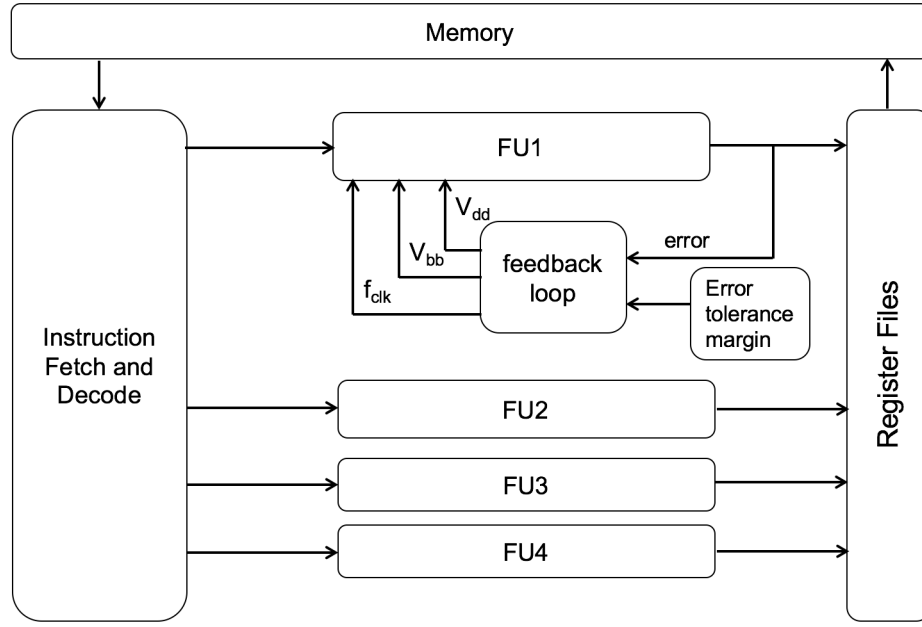 Memory
FU1
V_dd
V_bb
f_clk
feedback
loop
error
Error
tolerance
margin
Instruction
Fetch and
Decode
FU2
FU3
FU4
Register Files